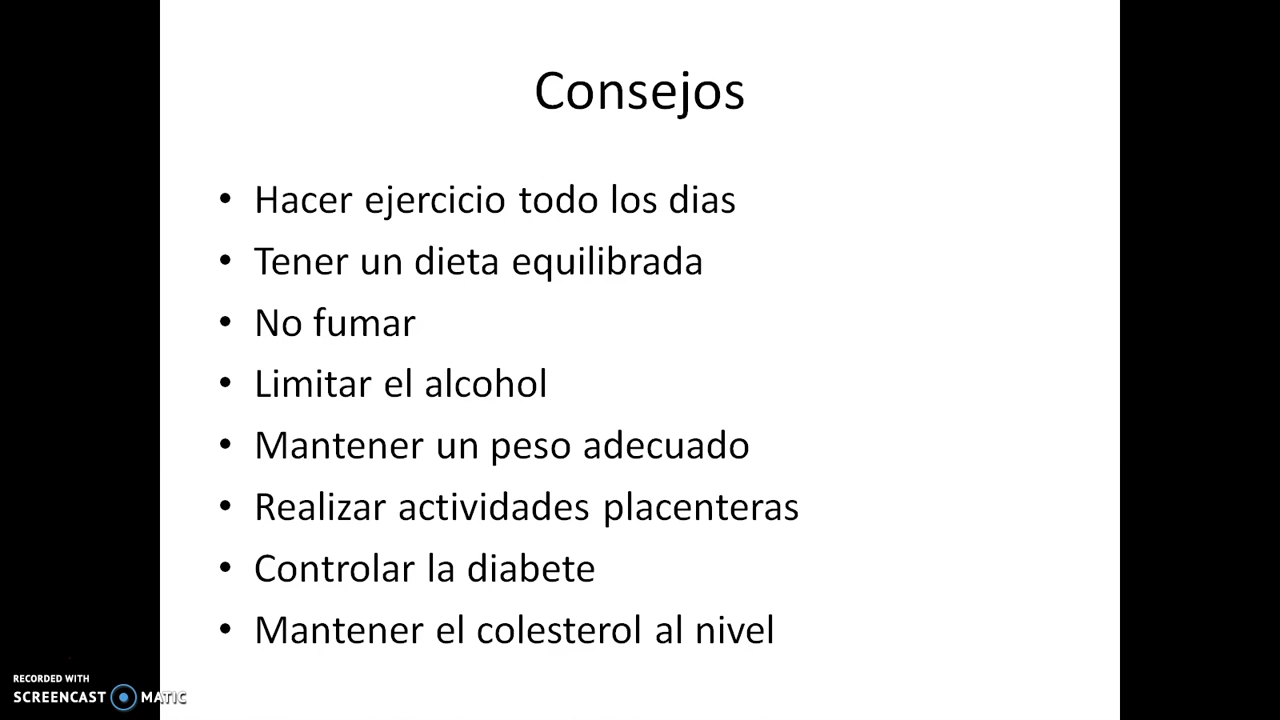 Consejos
• Hacer ejercicio todo los dias
• Tener un dieta equilibrada
• No fumar
• Limitar el alcohol
• Mantener un peso adecuado
• Realizar actividades placenteras
• Controlar la diabete
• Mantener el colesterol al nivel
RECORDED WITH
SCREENCAST MATIC